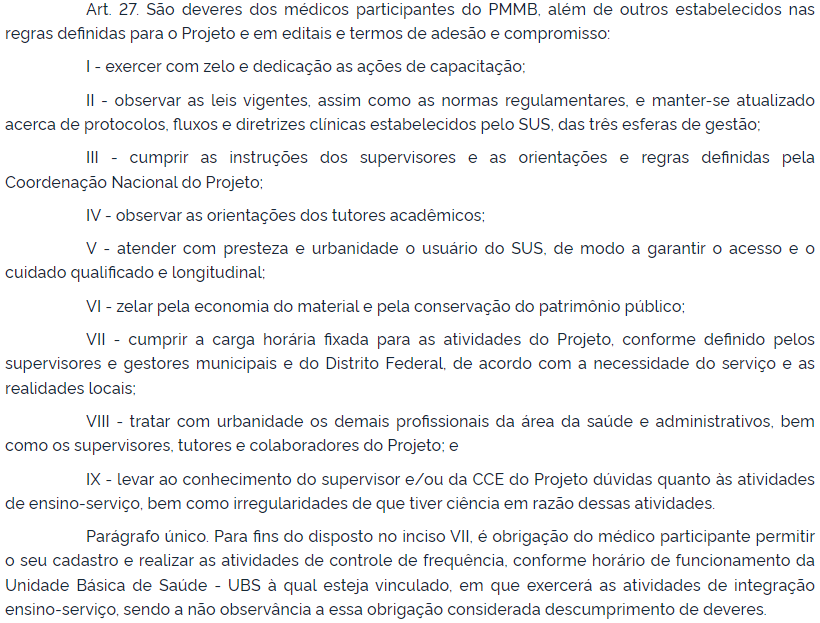 Art. 27. São deveres dos médicos participantes do PMMB, além de outros estabelecidos nas
regras definidas para o Projeto e em editais e termos de adesão e compromisso:
I - exercer com zelo e dedicação as ações de capacitação;
II - observar as leis vigentes, assim como as normas regulamentares, e manter-se atualizado
acerca de protocolos, fluxos e diretrizes clínicas estabelecidos pelo SUS, das três esferas de gestão;
III - cumprir as instruções dos supervisores e as orientações e regras definidas pela
Coordenação Nacional do Projeto;
IV - observar as orientações dos tutores acadêmicos;
V - atender com presteza e urbanidade o usuário do SUS, de modo a garantir o acesso e o
cuidado qualificado e longitudinal;
VI - zelar pela economia do material e pela conservação do patrimônio público;
VII - cumprir a carga horária fixada para as atividades do Projeto, conforme definido pelos
supervisores e gestores municipais e do Distrito Federal, de acordo com a necessidade do serviço e as
realidades locais;
VIII - tratar com urbanidade os demais profissionais da área da saúde e administrativos, bem
como os supervisores, tutores e colaboradores do Projeto; e
IX - levar ao conhecimento do supervisor e/ou da CCE do Projeto dúvidas quanto às atividades
de ensino-serviço, bem como irregularidades de que tiver ciência em razão dessas atividades.
Parágrafo único. Para fins do disposto no inciso VII, é obrigação do médico participante permitir
o seu cadastro e realizar as atividades de controle de frequência, conforme horário de funcionamento da
Unidade Básica de Saúde - UBS à qual esteja vinculado, em que exercerá as atividades de integração
ensino-serviço, sendo a não observância a essa obrigação considerada descumprimento de deveres.